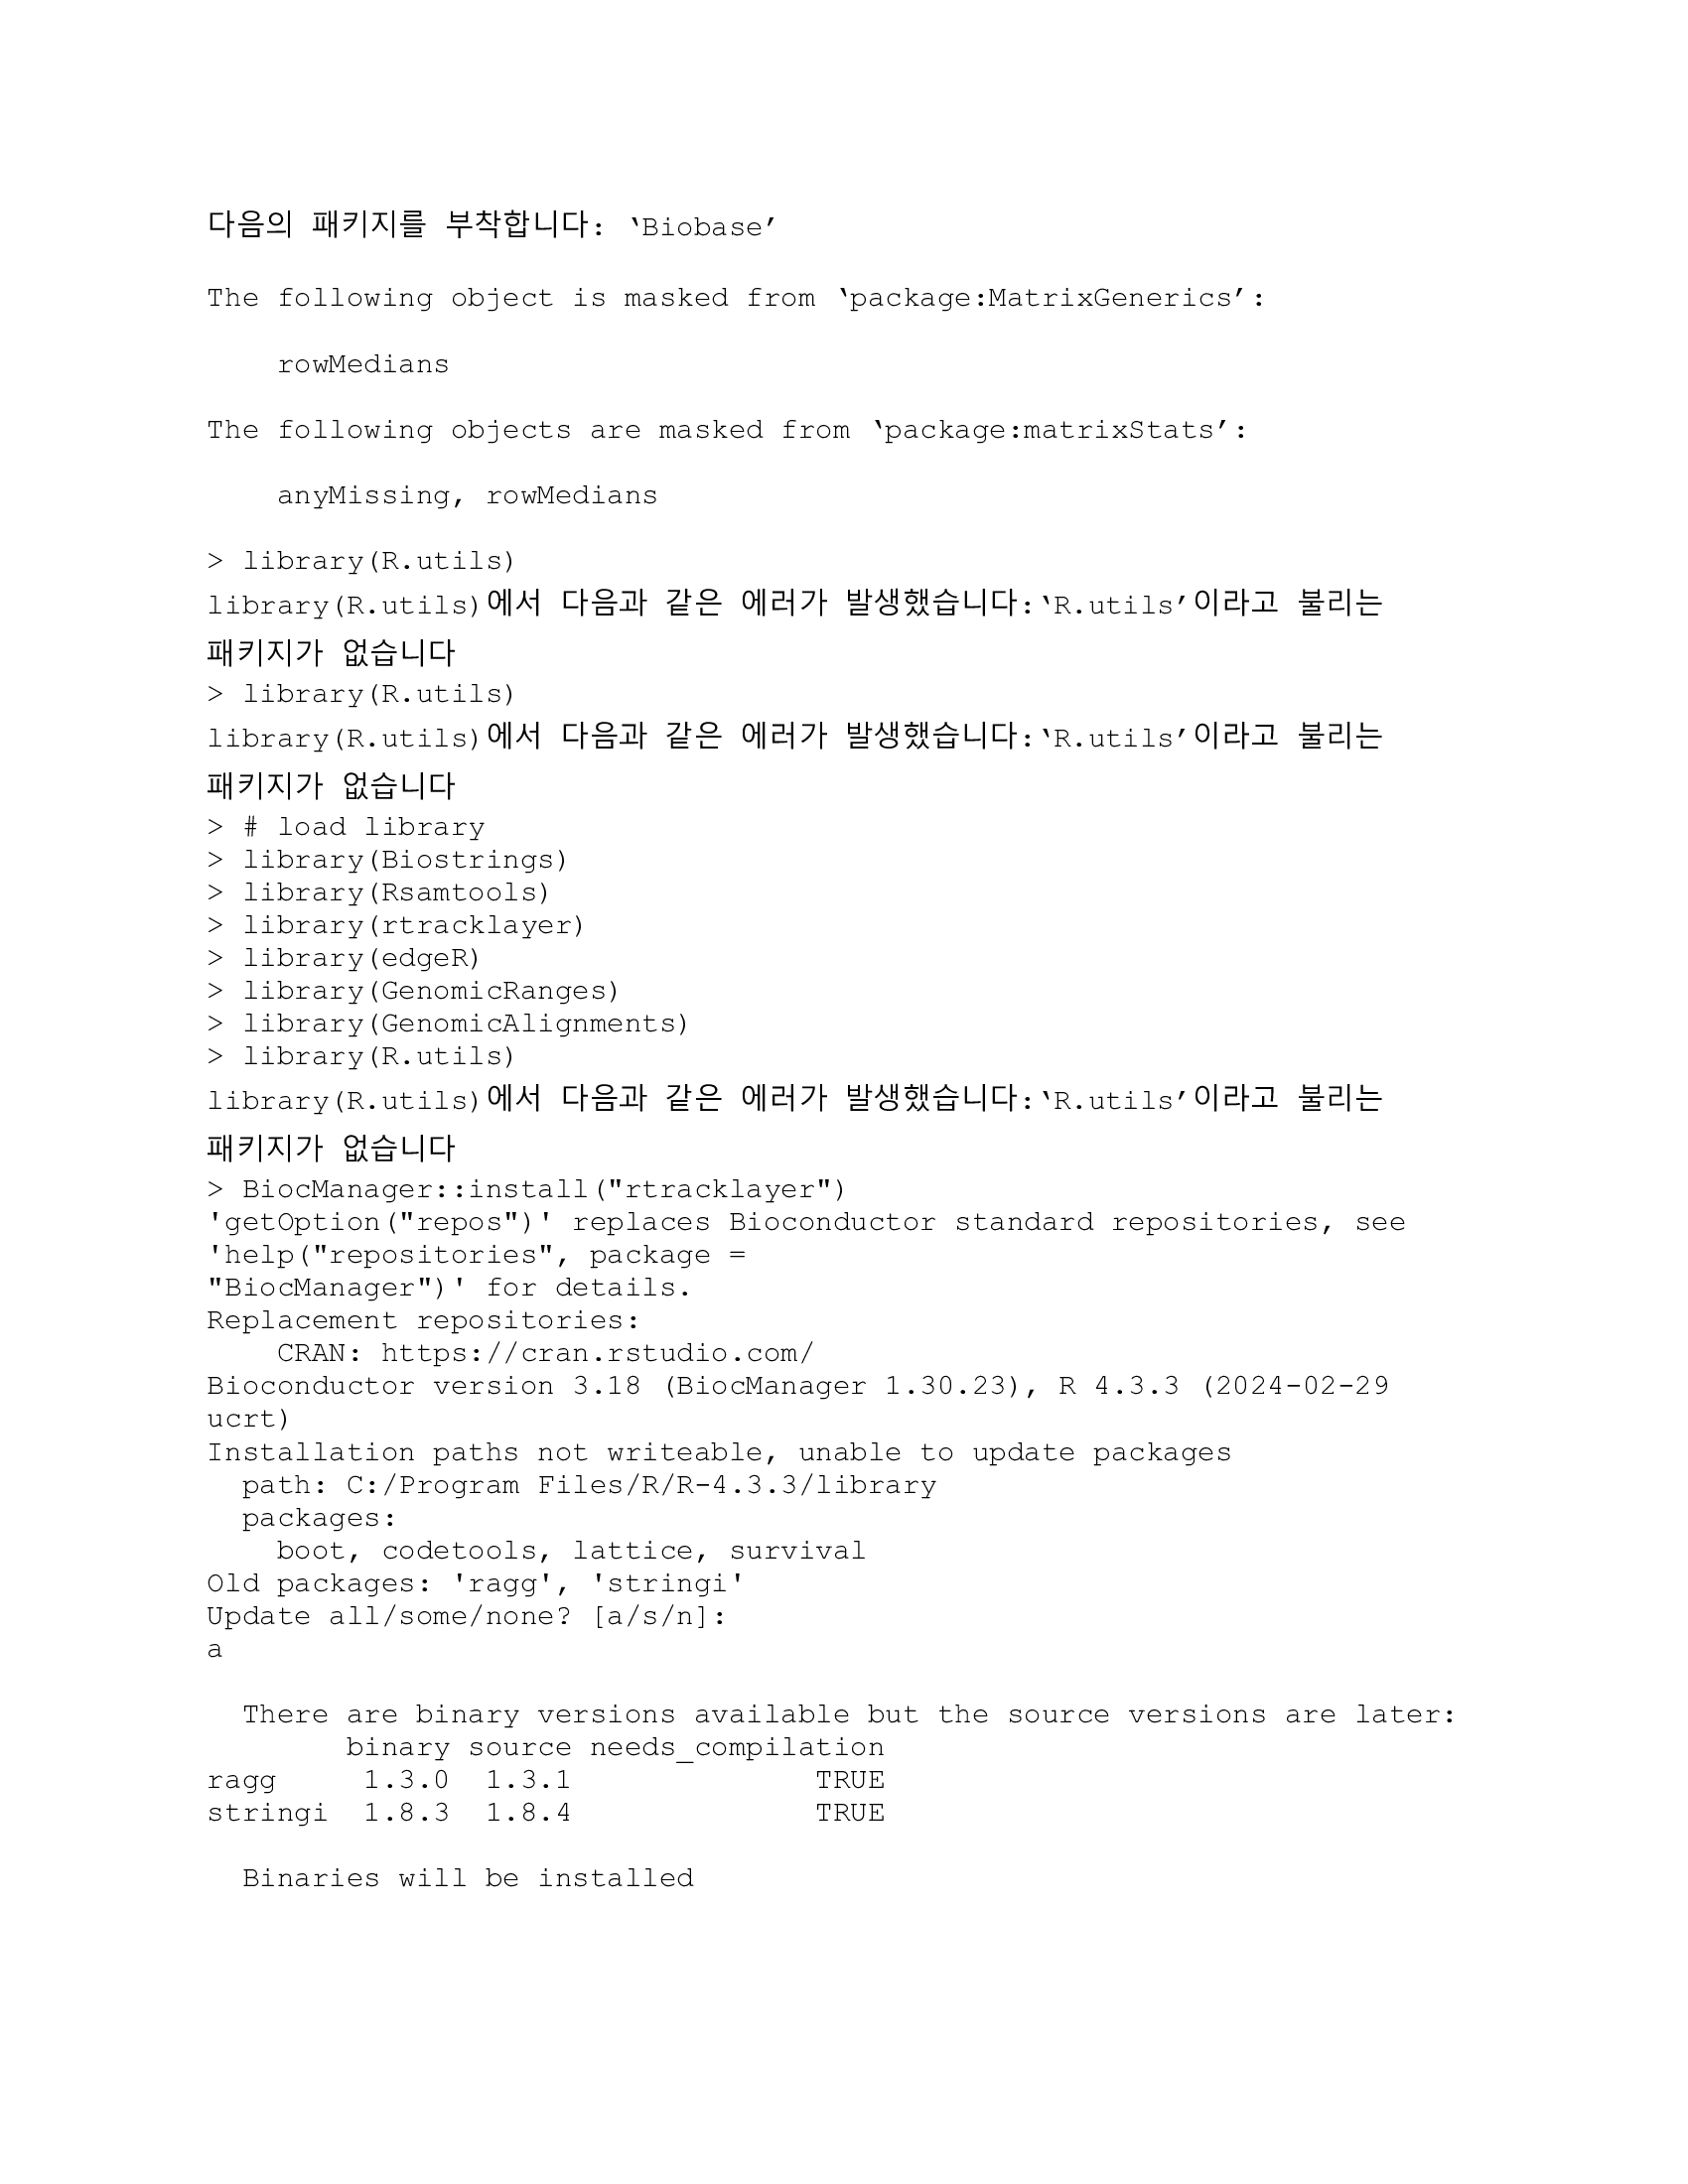 다음의 패키지를 부착합니다: ‘Biobase’
The following object is masked from ‘package:MatrixGenerics’:
rowMedians
The following objects are masked from ‘package:matrixStats’:
anyMissing, rowMedians
> library(R.utils)
library(R.utils)에서 다음과 같은 에러가 발생했습니다:‘R.utils’이라고 불리는
패키지가 없습니다
> library(R.utils)
library(R.utils)에서 다음과 같은 에러가 발생했습니다:‘R.utils’이라고 불리는
패키지가 없습니다
> # load library
> library(Biostrings)
> library(Rsamtools)
> library(rtracklayer)
> library(edgeR)
> library(GenomicRanges)
> library(GenomicAlignments)
> library(R.utils)
library(R.utils)에서 다음과 같은 에러가 발생했습니다:‘R.utils’이라고 불리는
패키지가 없습니다
> BiocManager::install("rtracklayer")
'getOption("repos")' replaces Bioconductor standard repositories, see
'help("repositories", package =
"BiocManager")' for details.
Replacement repositories:
CRAN: https://cran.rstudio.com/
Bioconductor version 3.18 (BiocManager 1.30.23), R 4.3.3 (2024-02-29
ucrt)
Installation paths not writeable, unable to update packages
path: C:/Program Files/R/R-4.3.3/library
packages:
boot, codetools, lattice, survival
Old packages: 'ragg', 'stringi'
Update all/some/none? [a/s/n]:
a
There are binary versions available but the source versions are later:
binary source needs_compilation
ragg 1.3.0 1.3.1 TRUE
stringi 1.8.3 1.8.4 TRUE
Binaries will be installed